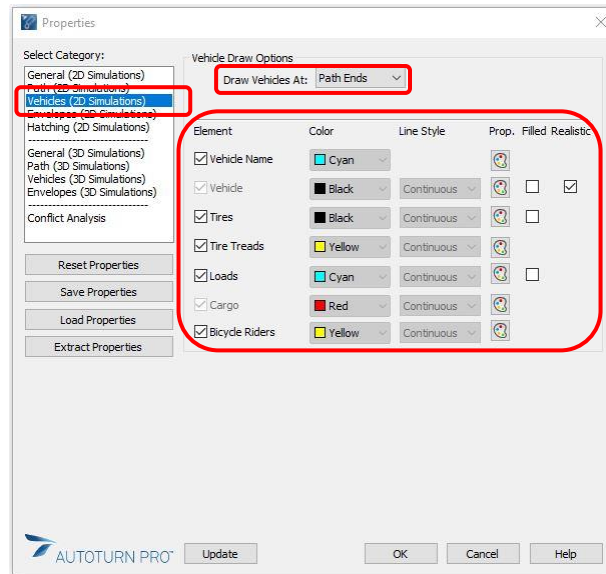 Properties
Select Category:
General (2D Simulations)
Path (2D Simulations)
Vehicles (2D Simulations)
Envelopes (2D Simulations)
Hatching (2D Simulations)
-----------------------------
General (3D Simulations)
Path (3D Simulations)
Vehicles (3D Simulations)
Envelopes (3D Simulations)
-----------------------------
Conflict Analysis
Reset Properties
Save Properties
Load Properties
Extract Properties
Vehicle Draw Options
Draw Vehicles At: Path Ends
Element Color Line Style Prop. Filled Realistic
Vehicle Name Cyan
Vehicle Black Continuous
Tires Black Continuous
Tire Treads Yellow Continuous
Loads Cyan Continuous
Cargo Red Continuous
Bicycle Riders Yellow Continuous
AUTOTURN PRO™ Update OK Cancel Help